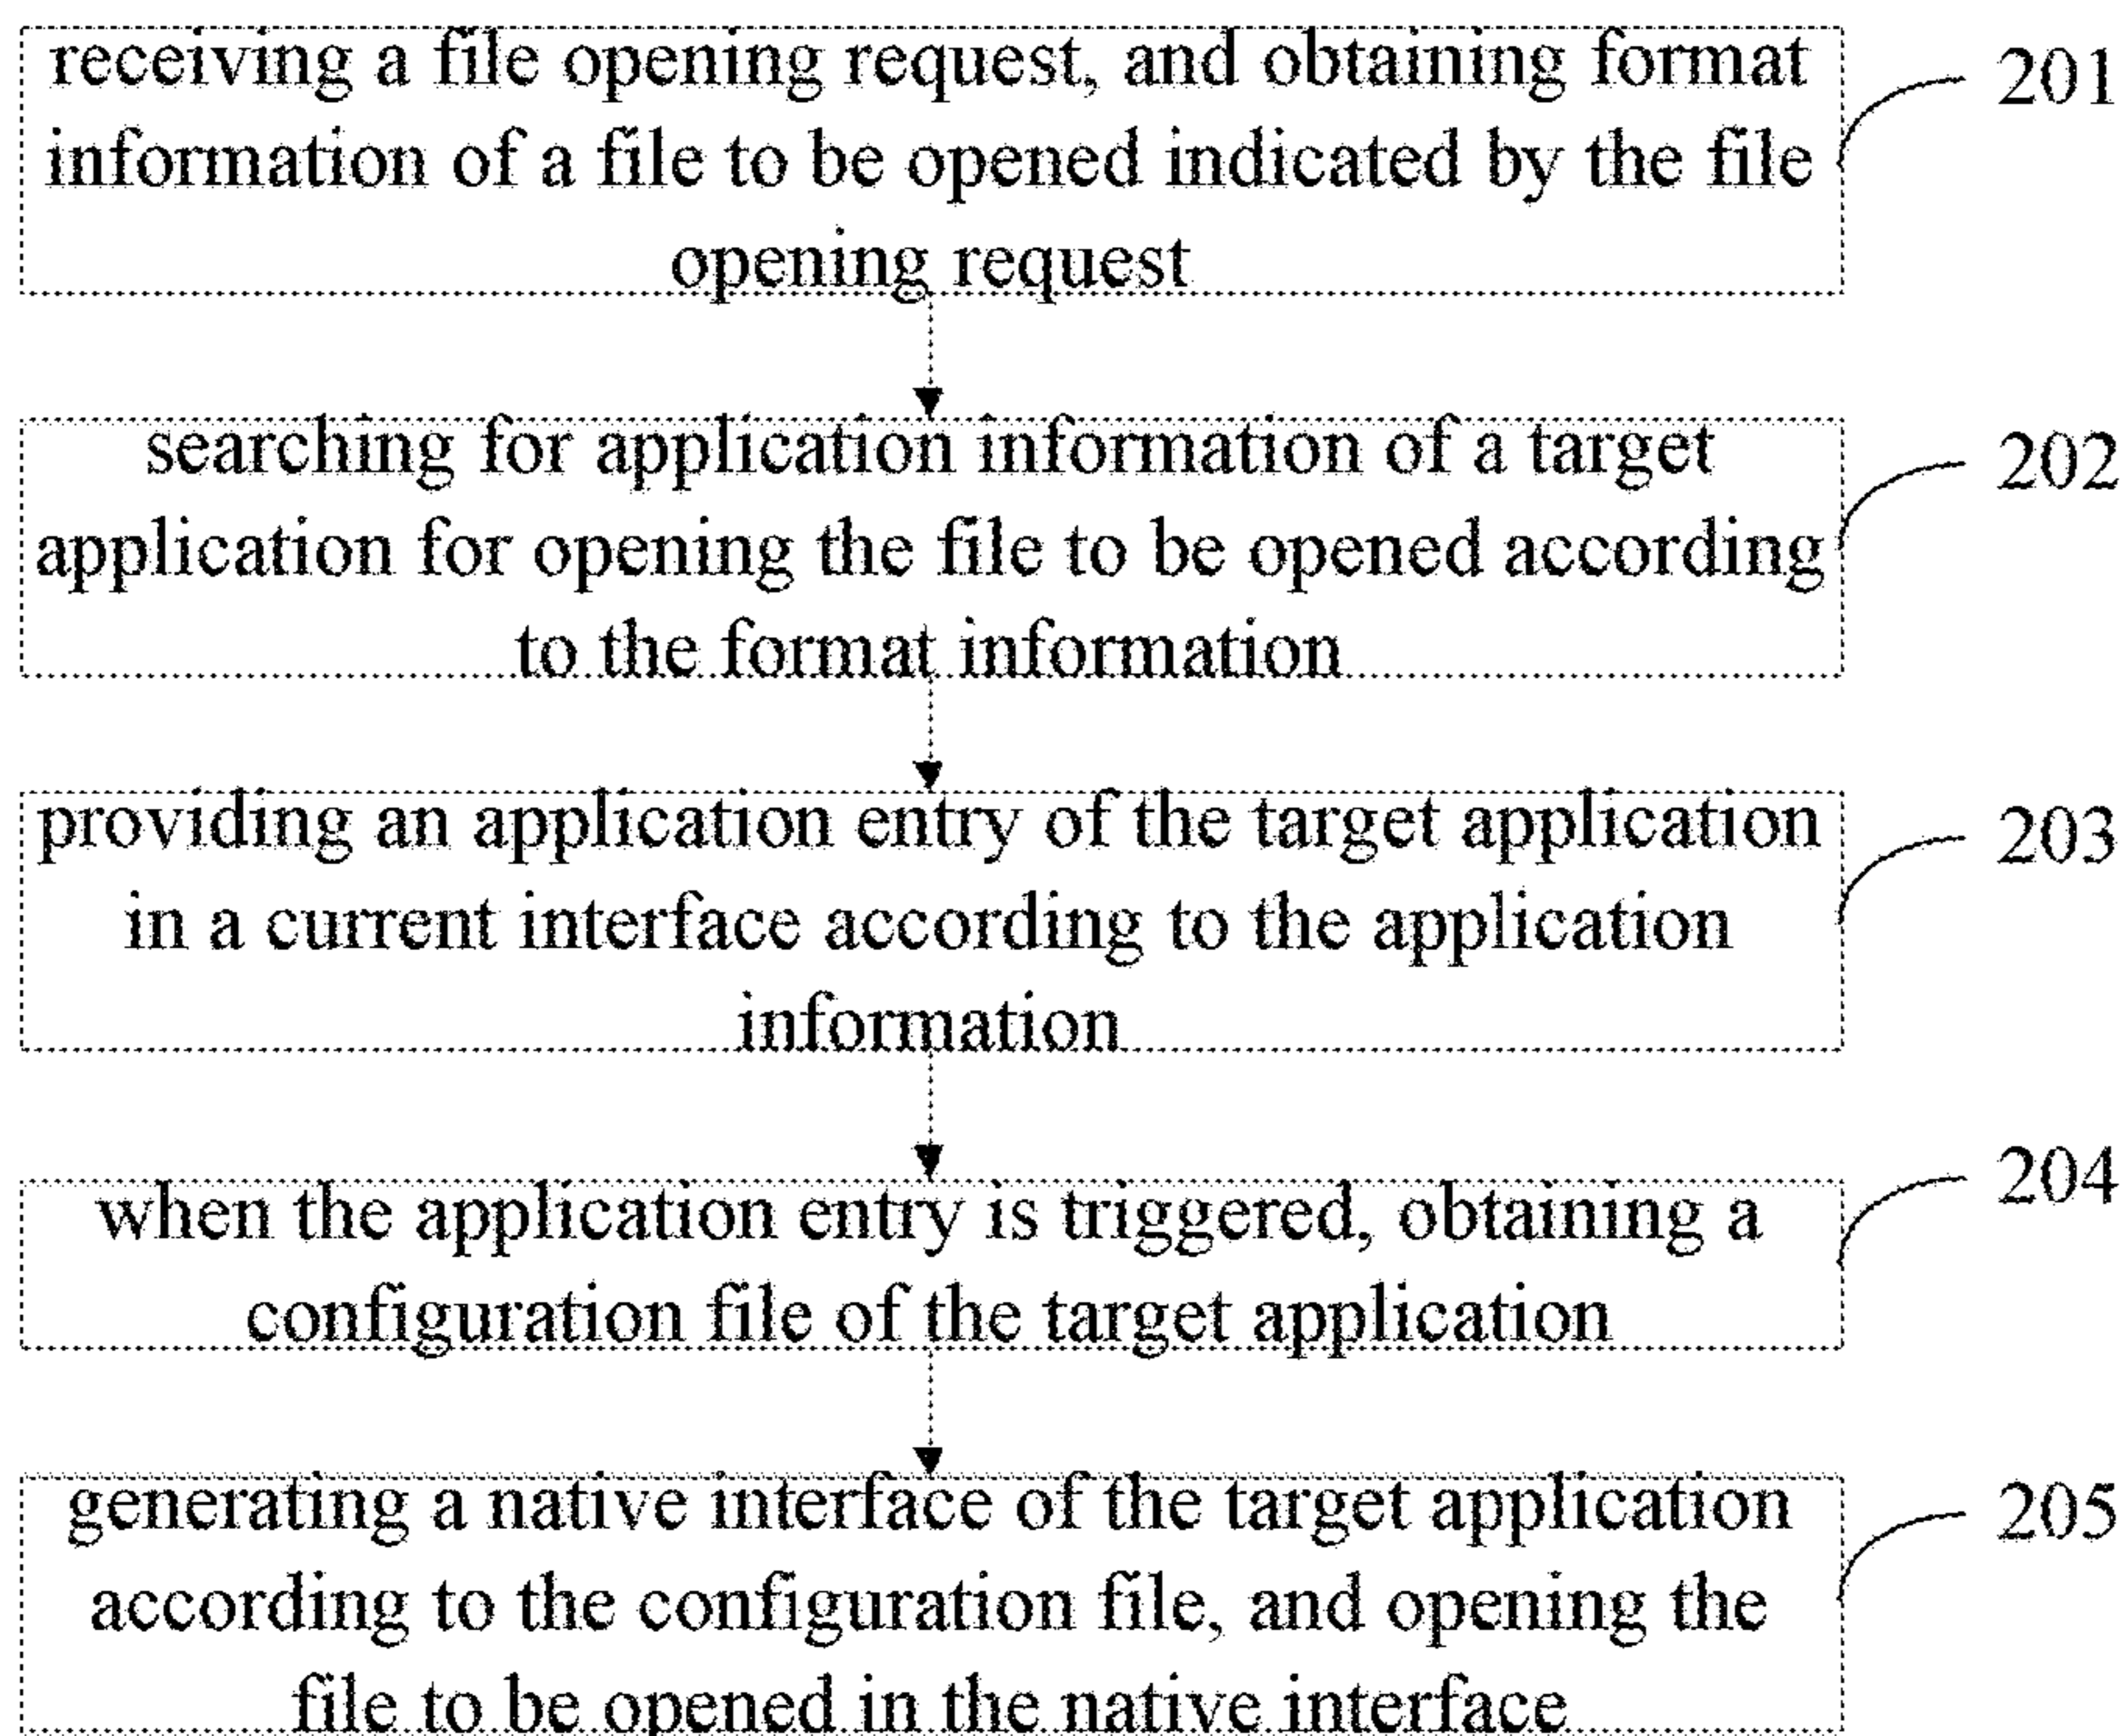 receiving a file opening request, and obtaining format
201
information of a file to be opened indicated by the file
opening request
searching for application information of a target
202
application for opening the file to be opened according
to the format information
providing an application entry of the target application
203
in a current interface according to the application
information
204
when the application entry is triggered, obtaining a
configuration file of the target application
generating a native interface of the target application
205
according to the configuration file, and opening the
file to be opened in the native interface